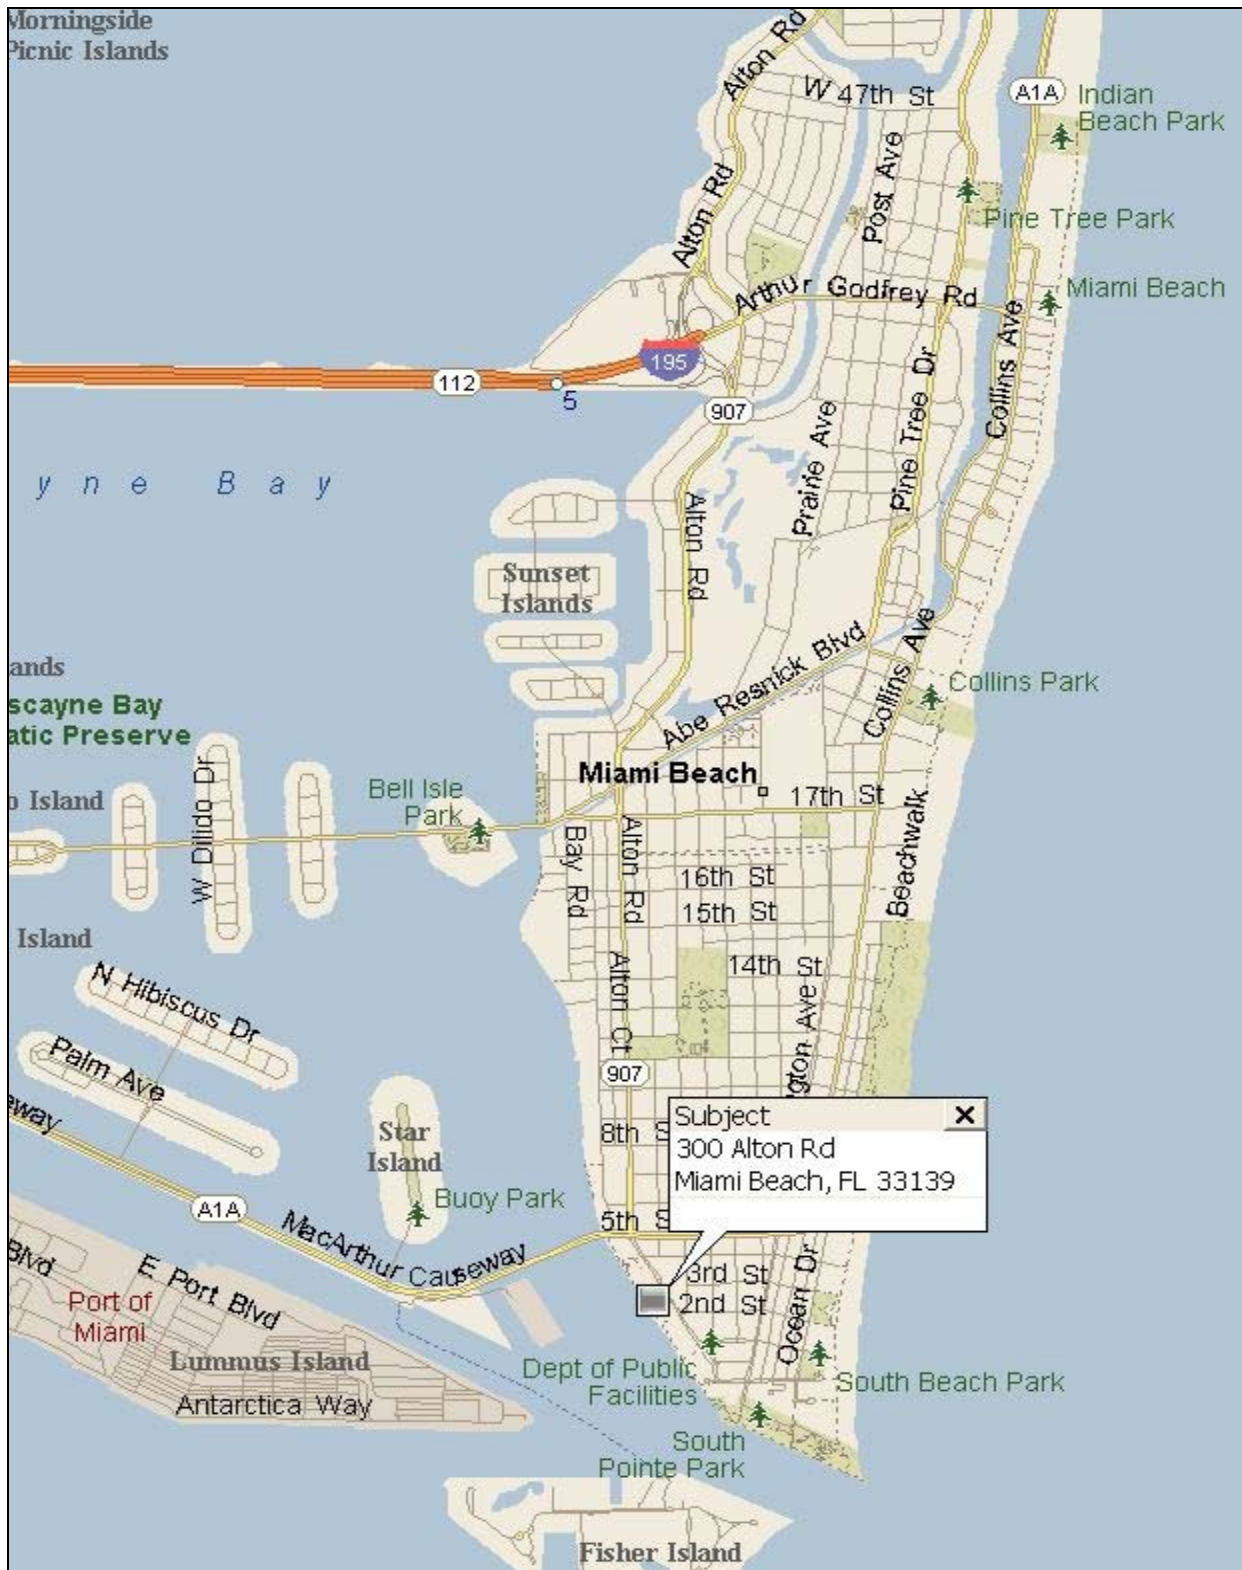 Morningside
Picnic Islands
Alton Rd
W 47th St
A1A
Indian
Beach Park
Post Ave
Alton Rd
Pine Tree Park
Arthur Godfrey Rd
Miami Beach
195
112
5
907
Collins Ave
Pine Tree Dr
Prairie Ave
yne Bay
Alton Rd
Sunset
Islands
Abe Resnick Blvd
Collins Ave
Collins Park
ands
scayne Bay
atic Preserve
Miami Beach
W Dilido Dr
o Island
Bell Isle
Park
17th St
Bay Rd
Alton Rd
Beachwalk
16th St
15th St
Island
14th St
Alton Ct
N Hibiscus Dr
Palm Ave
gton Ave
907
eway
Subject
300 Alton Rd
Miami Beach, FL 33139
8th S
Star
Island
Buoy Park
A1A
5th S
MacArthur Causeway
3rd St
2nd St
Ocean Dr
Blvd
E Port Blvd
Port of
Miami
Lummus Island
Antarctica Way
Dept of Public
Facilities
South Beach Park
South
Pointe Park
Fisher Island